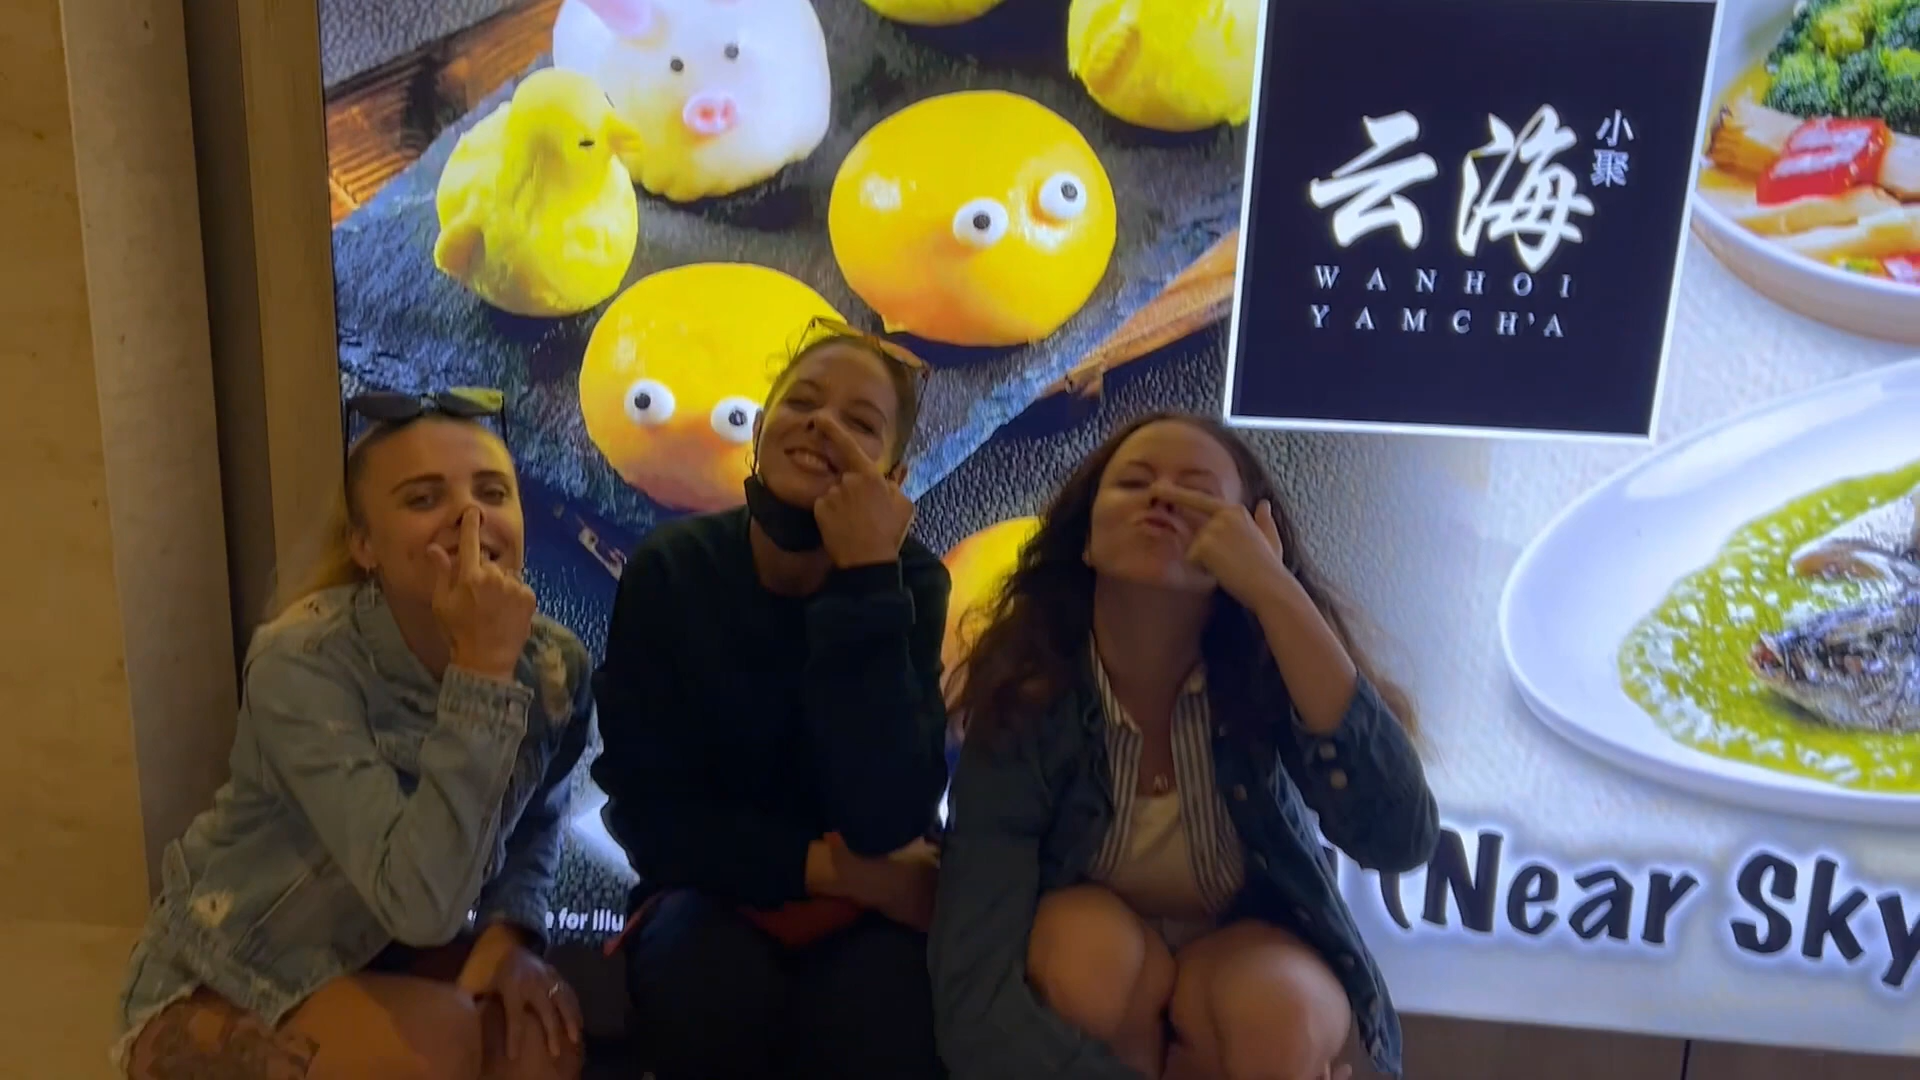 云海
小聚
WANHOI
YAMCH'A
(Near Sky
for Illu